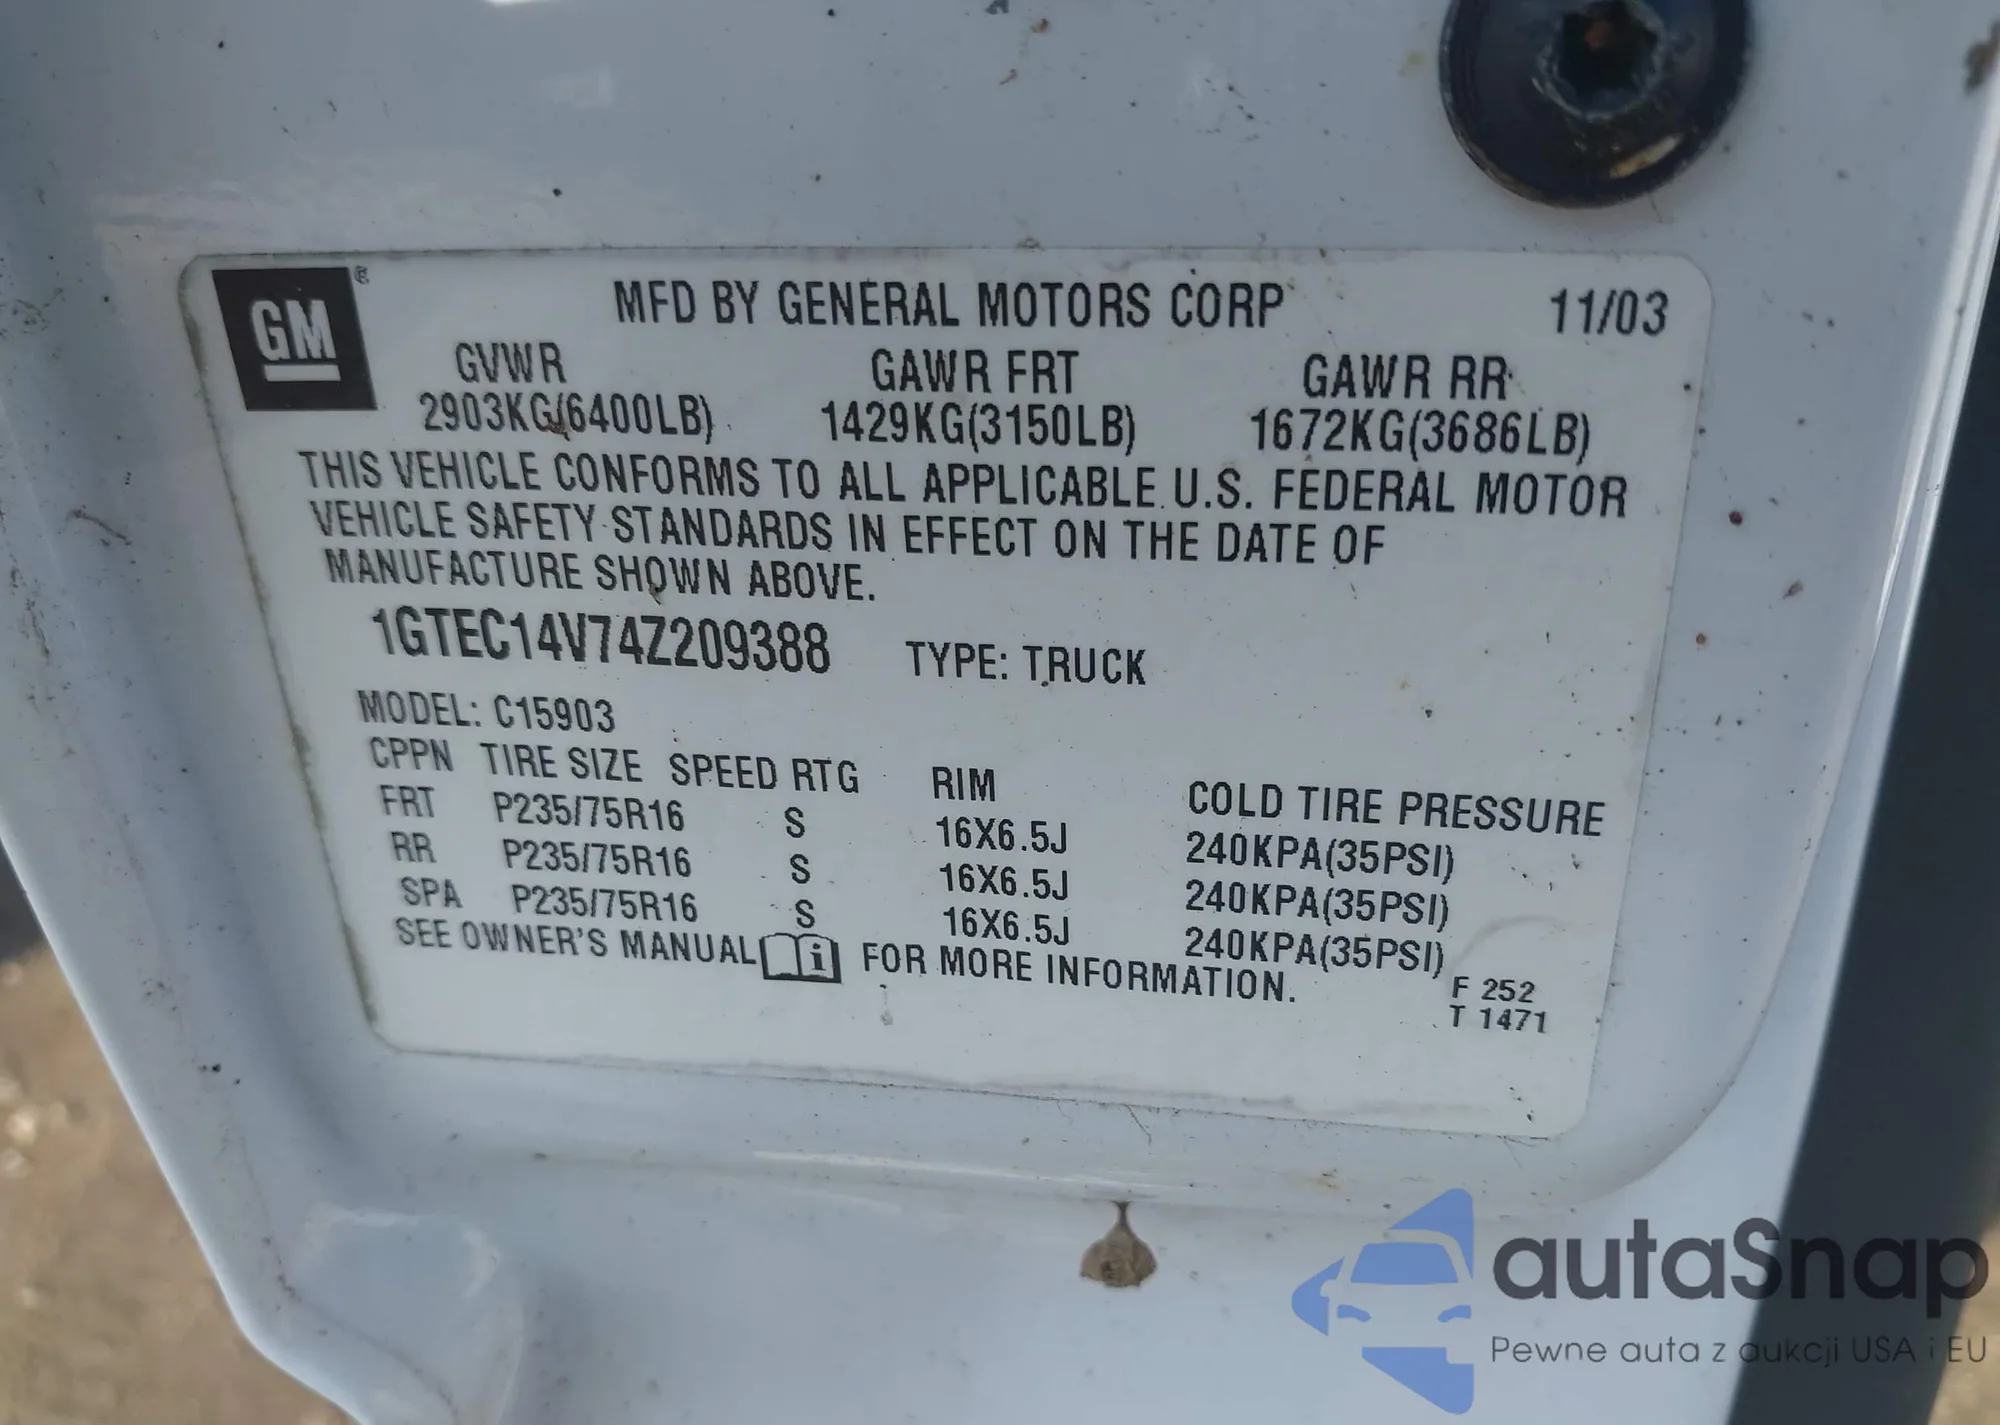 GM ®
MFD BY GENERAL MOTORS CORP 11/03
GVWR GAWR FRT GAWR RR
2903KG(6400LB) 1429KG(3150LB) 1672KG(3686LB)
THIS VEHICLE CONFORMS TO ALL APPLICABLE U.S. FEDERAL MOTOR
VEHICLE SAFETY STANDARDS IN EFFECT ON THE DATE OF
MANUFACTURE SHOWN ABOVE.
1GTEC14V74Z209388 TYPE: TRUCK
MODEL: C15903
CPPN TIRE SIZE SPEED RTG RIM COLD TIRE PRESSURE
FRT P235/75R16 S 16X6.5J 240KPA(35PSI)
RR P235/75R16 S 16X6.5J 240KPA(35PSI)
SPA P235/75R16 S 16X6.5J 240KPA(35PSI)
SEE OWNER'S MANUAL i FOR MORE INFORMATION.
F 252
T 1471
autaSnap
Pewne auta z aukcji USA i EU